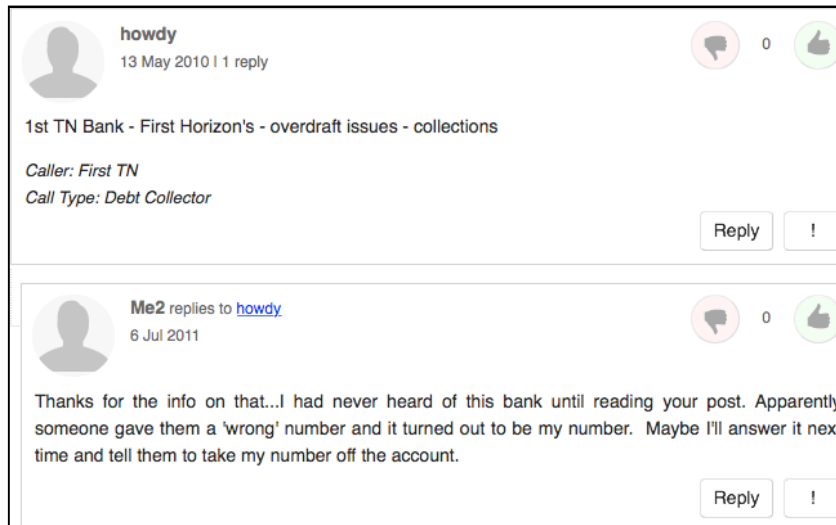 howdy
13 May 2010 | 1 reply
0
1st TN Bank - First Horizon's - overdraft issues - collections
Caller: First TN
Call Type: Debt Collector
Reply !
Me2 replies to howdy
6 Jul 2011
0
Thanks for the info on that...I had never heard of this bank until reading your post. Apparently
someone gave them a 'wrong' number and it turned out to be my number. Maybe I'll answer it nex
time and tell them to take my number off the account.
Reply !